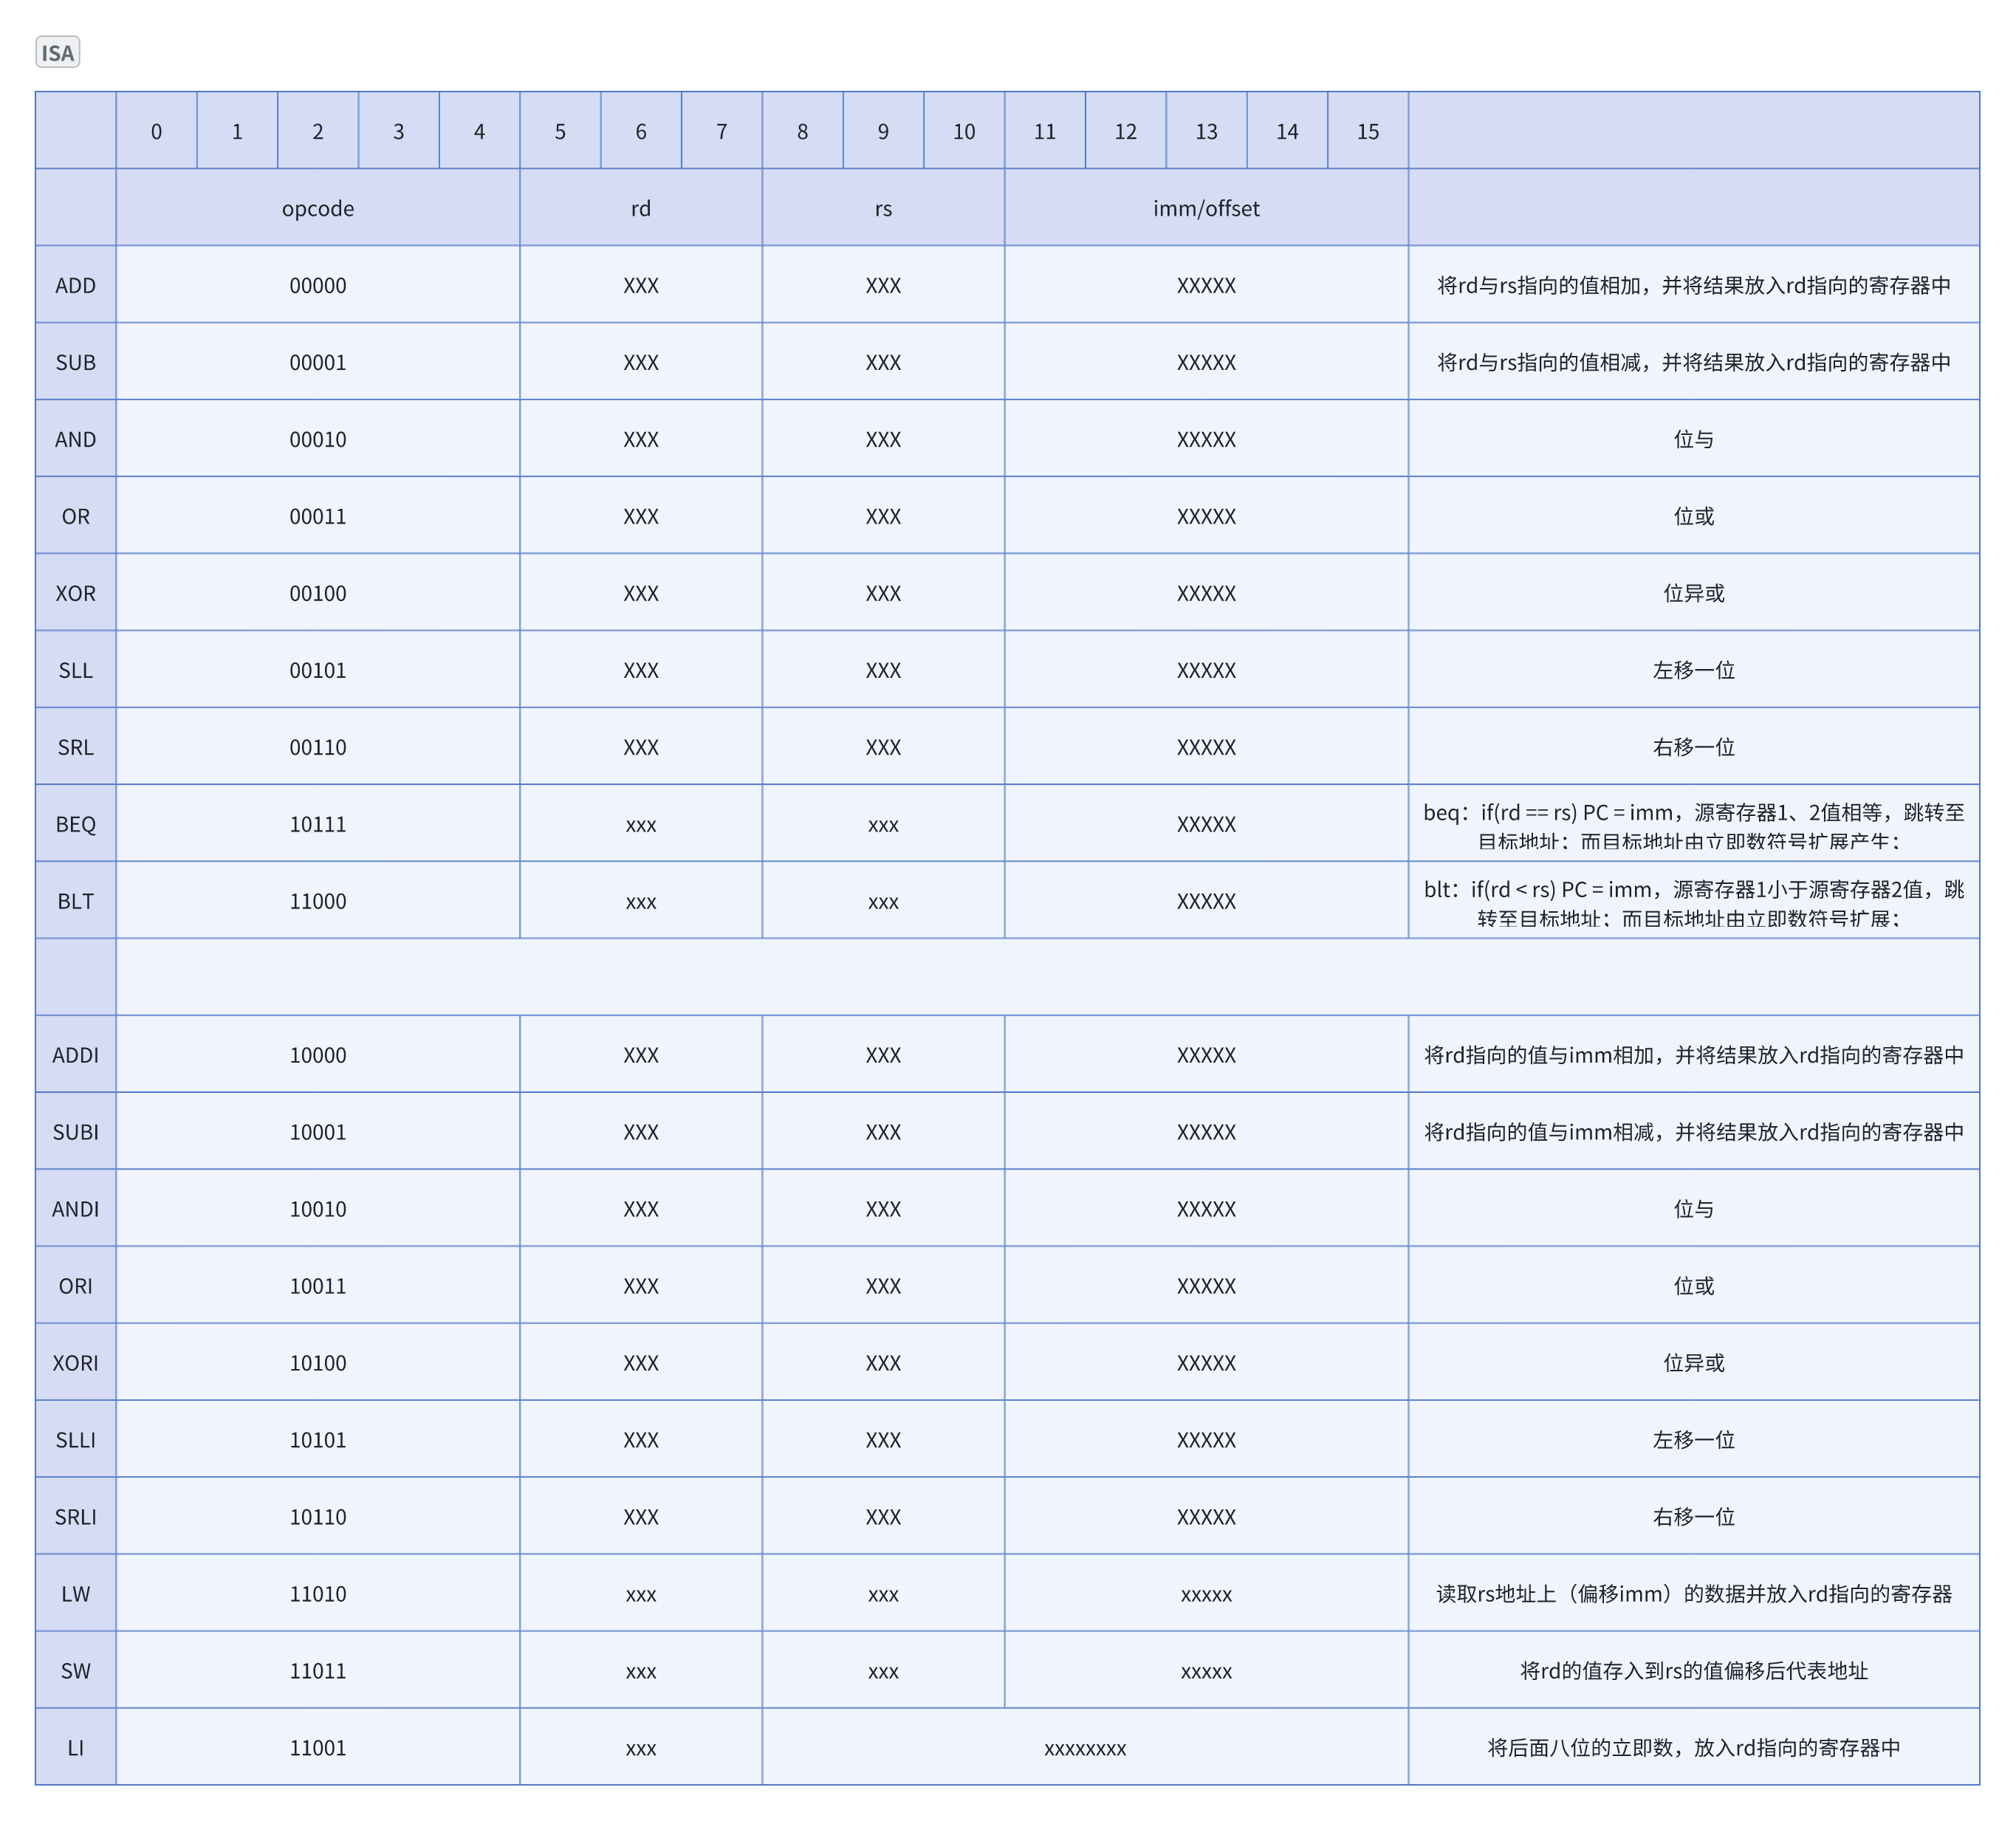 ISA
0 1 2 3 4 5 6 7 8 9 10 11 12 13 14 15
opcode rd rs imm/offset
ADD 00000 XXX XXX XXXXX 将rd与rs指向的值相加，并将结果放入rd指向的寄存器中
SUB 00001 XXX XXX XXXXX 将rd与rs指向的值相减，并将结果放入rd指向的寄存器中
AND 00010 XXX XXX XXXXX 位与
OR 00011 XXX XXX XXXXX 位或
XOR 00100 XXX XXX XXXXX 位异或
SLL 00101 XXX XXX XXXXX 左移一位
SRL 00110 XXX XXX XXXXX 右移一位
BEQ 10111 xxx xxx XXXXX beq：if(rd == rs) PC = imm，源寄存器1、2值相等，跳转至
目标地址；而目标地址由立即数符号扩展产生；
BLT 11000 xxx xxx XXXXX blt：if(rd < rs) PC = imm，源寄存器1小于源寄存器2值，跳
转至目标地址；而目标地址由立即数符号扩展；
ADDI 10000 XXX XXX XXXXX 将rd指向的值与imm相加，并将结果放入rd指向的寄存器中
SUBI 10001 XXX XXX XXXXX 将rd指向的值与imm相减，并将结果放入rd指向的寄存器中
ANDI 10010 XXX XXX XXXXX 位与
ORI 10011 XXX XXX XXXXX 位或
XORI 10100 XXX XXX XXXXX 位异或
SLLI 10101 XXX XXX XXXXX 左移一位
SRLI 10110 XXX XXX XXXXX 右移一位
LW 11010 xxx xxx xxxxx 读取rs地址上（偏移imm）的数据并放入rd指向的寄存器
SW 11011 xxx xxx xxxxx 将rd的值存入到rs的值偏移后代表地址
LI 11001 xxx xxxxxxxx 将后面八位的立即数，放入rd指向的寄存器中